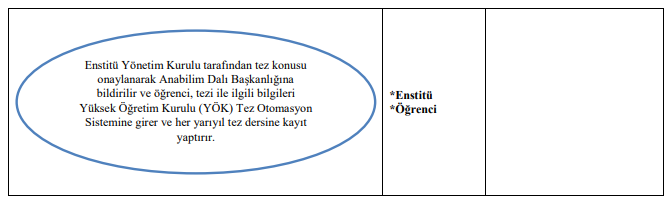 Enstitü Yönetim Kurulu tarafından tez konusu
onaylanarak Anabilim Dalı Başkanlığına
bildirilir ve öğrenci, tezi ile ilgili bilgileri
Yüksek Öğretim Kurulu (YÖK) Tez Otomasyon
Sistemine girer ve her yarıyıl tez dersine kayıt
yaptırır.
*Enstitü
*Öğrenci